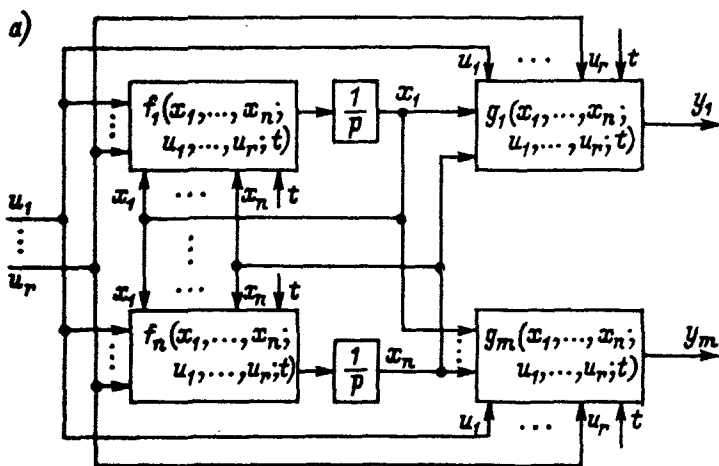 а)
u₁ ... uᵣ t
f₁(x₁,...,xₙ;
u₁,...,uᵣ;t)
1/p
x₁
g₁(x₁,...,xₙ;
u₁,...,uᵣ;t)
y₁
x₁ ... xₙ t
u₁
⋮
uᵣ
⋮
x₁ ... xₙ t
fₙ(x₁,...,xₙ;
u₁,...,uᵣ;t)
1/p
xₙ
gₘ(x₁,...,xₙ;
u₁,...,uᵣ;t)
yₘ
u₁ ... uᵣ t